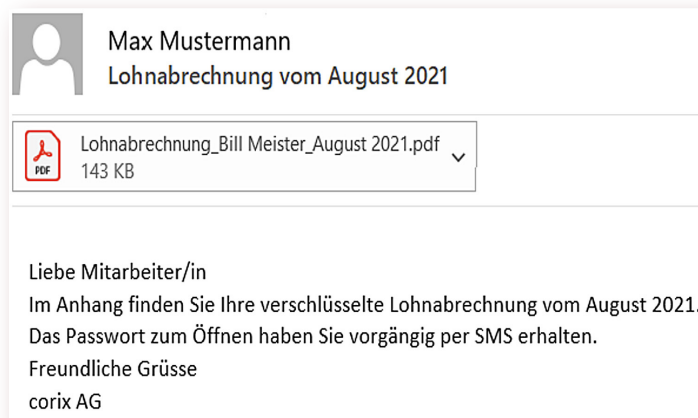 Max Mustermann
Lohnabrechnung vom August 2021
Lohnabrechnung_Bill Meister_August 2021.pdf
PDF
143 KB
Liebe Mitarbeiter/in
Im Anhang finden Sie Ihre verschlüsselte Lohnabrechnung vom August 2021.
Das Passwort zum Öffnen haben Sie vorgängig per SMS erhalten.
Freundliche Grüsse
corix AG